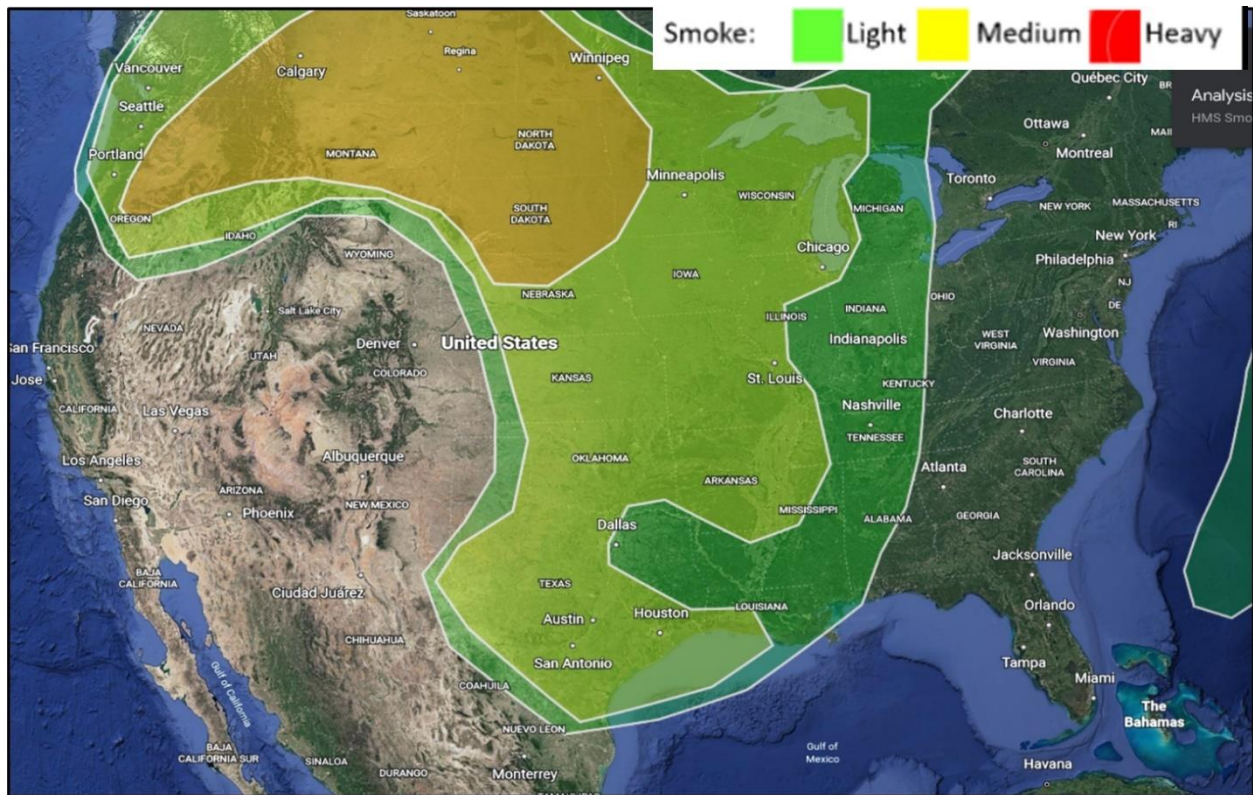 Smoke: Light Medium Heavy
Saskatoon
Calgary
Regina
Winnipeg
Vancouver
Seattle
Québec City
BR
Analysis
HMS Smo
Ottawa
MAI
Montreal
NORTH
DAKOTA
Portland
MONTANA
Minneapolis
Toronto
WISCONSIN
MICHIGAN
NEW YORK
MASSACHUSETTS
OREGON
SOUTH
DAKOTA
RI
IDAHO
New York
WYOMING
Chicago
Philadelphia
IOWA
NJ
NEBRASKA
OHIO
DE
Salt Lake City
ILLINOIS
INDIANA
NEVADA
Washington
WEST
VIRGINIA
San Francisco
Denver
United States
Indianapolis
UTAH
VIRGINIA
Jose
COLORADO
KANSAS
St. Louis
KENTUCKY
CALIFORNIA
Las Vegas
Nashville
Charlotte
TENNESSEE
Los Angeles
Albuquerque
OKLAHOMA
SOUTH
CAROLINA
Atlanta
ARKANSAS
San Diego
ARIZONA
NEW MEXICO
Phoenix
MISSISSIPPI
ALABAMA
GEORGIA
Dallas
Jacksonville
BAJA
CALIFORNIA
TEXAS
Ciudad Juárez
LOUISIANA
Orlando
Austin
Houston
CHIHUAHUA
San Antonio
Tampa
Miami
COAHUILA
Gulf of California
The
Bahamas
NUEVO LEON
BAJA
CALIFORNIA SUR
Gulf of
Mexico
SINALOA
Havana
DURANGO
Monterrey
TAMAULIPAS